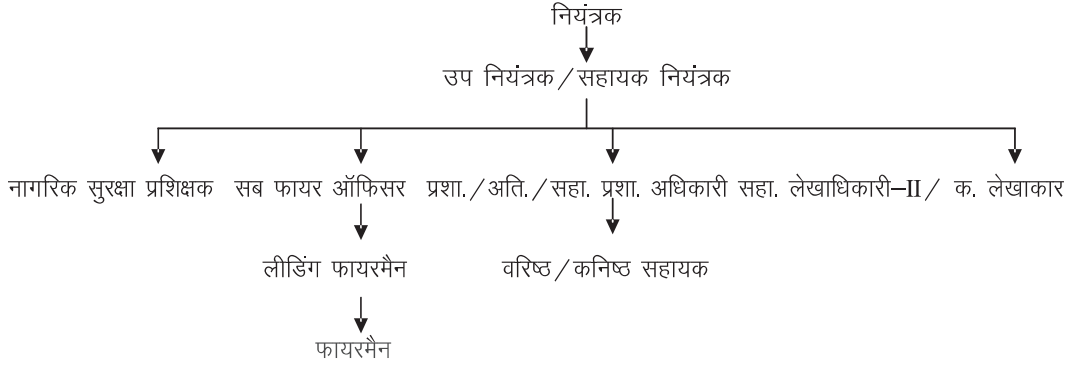 नियंत्रक
उप नियंत्रक / सहायक नियंत्रक
नागरिक सुरक्षा प्रशिक्षक सब फायर ऑफिसर प्रशा./अति./सहा. प्रशा. अधिकारी सहा. लेखाधिकारी–II / क. लेखाकार
लीडिंग फायरमैन वरिष्ठ/कनिष्ठ सहायक
फायरमैन